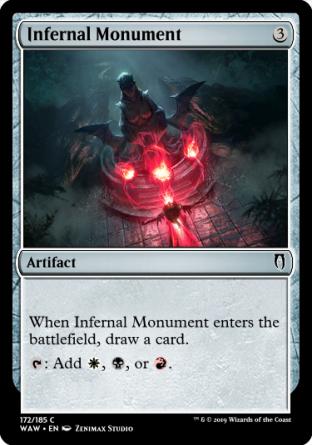 Infernal Monument 3
Artifact
When Infernal Monument enters the
battlefield, draw a card.
: Add , , or .
172/185 C
WAW • EN Zenimax Studio
™ & © 2019 Wizards of the Coast